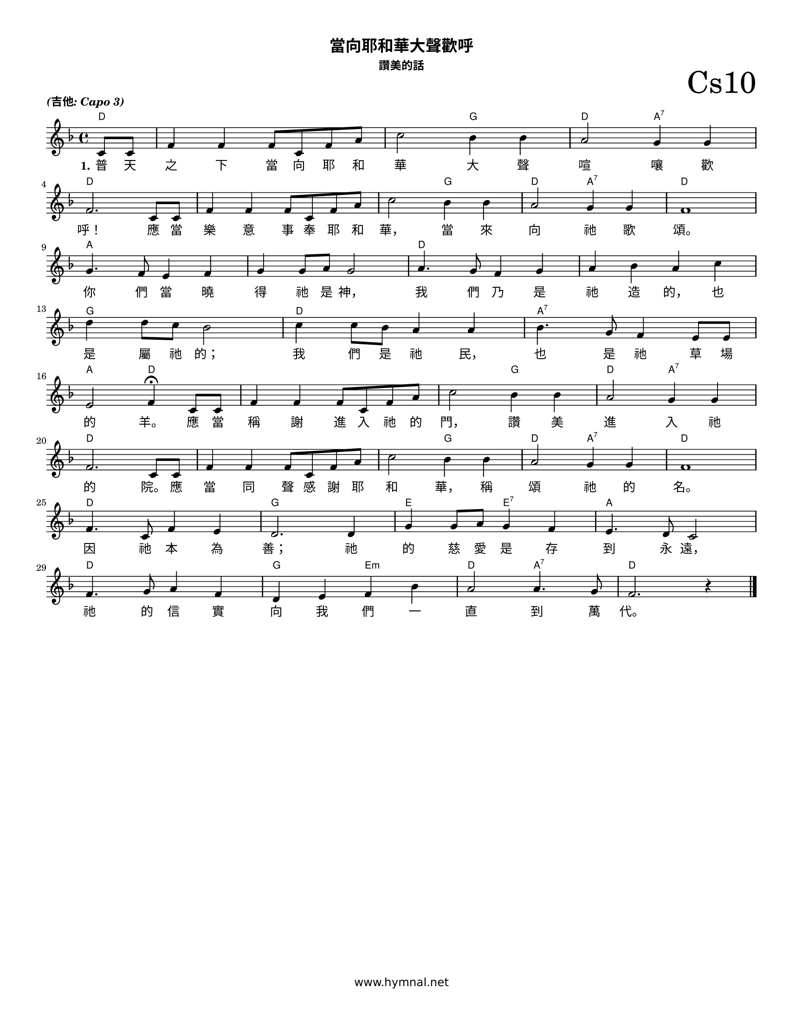 當向耶和華大聲歡呼
讚美的話
Cs10
(吉他: Capo 3)
D G D A7
1. 普 天 之 下 當 向 耶 和 華 大 聲 喧 嚷 歡
4 D G D A7 D
呼！ 應 當 樂 意 事 奉 耶 和 華， 當 來 向 祂 歌 頌。
9 A D
你 們 當 曉 得 祂 是 神， 我 們 乃 是 祂 造 的， 也
13 G D A7
是 屬 祂 的； 我 們 是 祂 民， 也 是 祂 草 場
16 A D G D A7
的 羊。 應 當 稱 謝 進 入 祂 的 門， 讚 美 進 入 祂
20 D G D A7 D
的 院。 應 當 同 聲 感 謝 耶 和 華， 稱 頌 祂 的 名。
25 D G E E7 A
因 祂 本 為 善； 祂 的 慈 愛 是 存 到 永 遠，
29 D G Em D A7 D
祂 的 信 實 向 我 們 一 直 到 萬 代。
www.hymnal.net